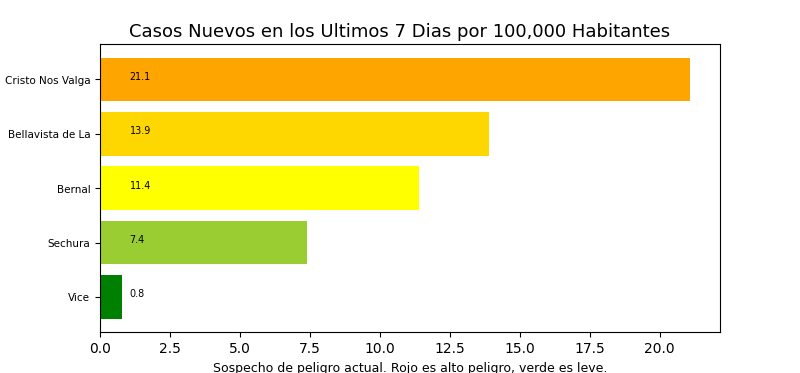 Casos Nuevos en los Ultimos 7 Dias por 100,000 Habitantes
Cristo Nos Valga
21.1
Bellavista de La
13.9
Bernal
11.4
Sechura
7.4
Vice
0.8
0.0 2.5 5.0 7.5 10.0 12.5 15.0 17.5 20.0
Sospecho de peligro actual. Rojo es alto peligro, verde es leve.